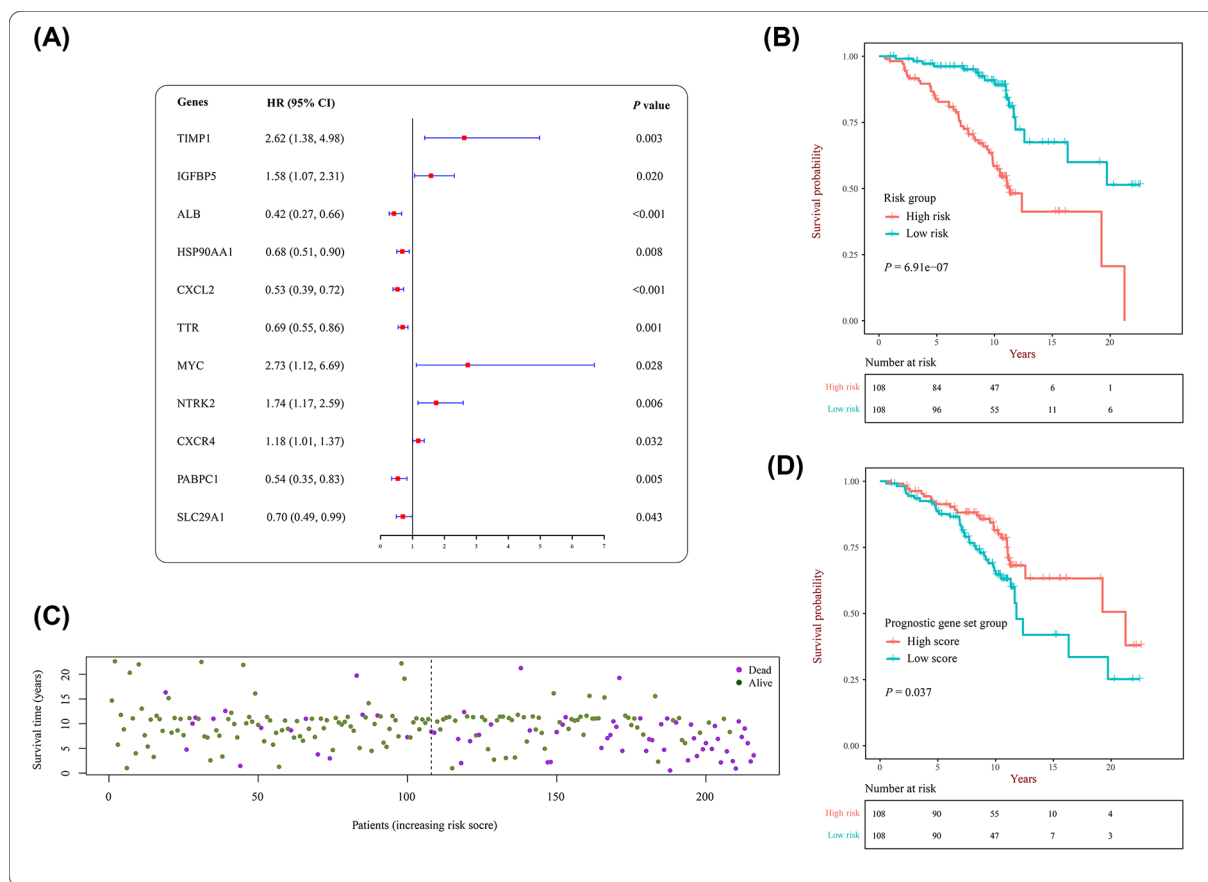 (A)
Genes HR (95% CI) P value
TIMP1 2.62 (1.38, 4.98) 0.003
IGFBP5 1.58 (1.07, 2.31) 0.020
ALB 0.42 (0.27, 0.66) <0.001
HSP90AA1 0.68 (0.51, 0.90) 0.008
CXCL2 0.53 (0.39, 0.72) <0.001
TTR 0.69 (0.55, 0.86) 0.001
MYC 2.73 (1.12, 6.69) 0.028
NTRK2 1.74 (1.17, 2.59) 0.006
CXCR4 1.18 (1.01, 1.37) 0.032
PABPC1 0.54 (0.35, 0.83) 0.005
SLC29A1 0.70 (0.49, 0.99) 0.043
0 1 2 3 4 5 6 7
(B)
Survival probability
1.00
0.75
0.50
0.25
0.00
Risk group
High risk
Low risk
P = 6.91e−07
0 5 10 15 20
Years
Number at risk
High risk 108 84 47 6 1
Low risk 108 96 55 11 6
(C)
Survival time (years)
20
15
10
5
0
Dead
Alive
0 50 100 150 200
Patients (increasing risk socre)
(D)
Survival probability
1.00
0.75
0.50
0.25
0.00
Prognostic gene set group
High score
Low score
P = 0.037
0 5 10 15 20
Years
Number at risk
High risk 108 90 55 10 4
Low risk 108 90 47 7 3